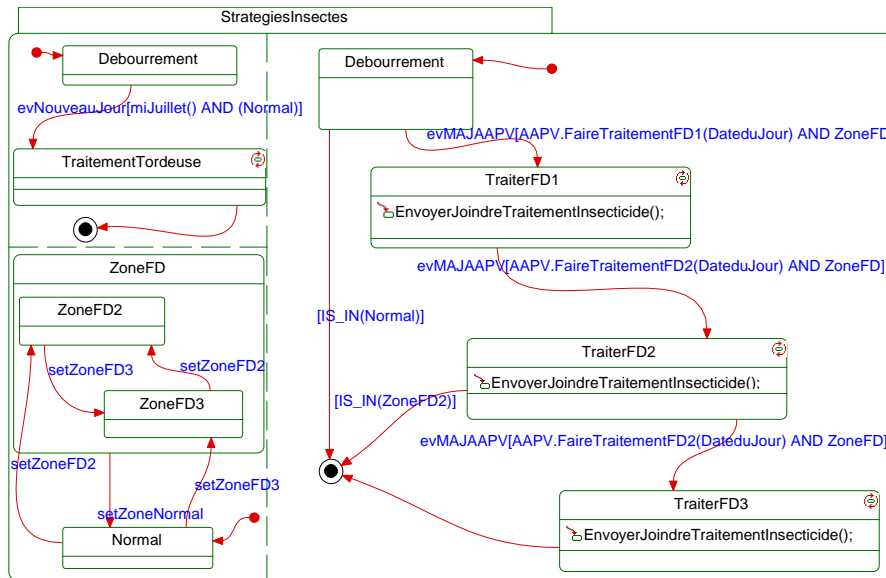 StrategiesInsectes
Debourrement
evNouveauJour[miJuillet() AND (Normal)]
TraitementTordeuse
ZoneFD
ZoneFD2
setZoneFD3
setZoneFD2
ZoneFD3
setZoneFD2
setZoneFD3
setZoneNormal
Normal
Debourrement
evMAJAAPV[AAPV.FaireTraitementFD1(DateduJour) AND ZoneFD
TraiterFD1
EnvoyerJoindreTraitementInsecticide();
evMAJAAPV[AAPV.FaireTraitementFD2(DateduJour) AND ZoneFD]
[IS_IN(Normal)]
TraiterFD2
EnvoyerJoindreTraitementInsecticide();
[IS_IN(ZoneFD2)]
evMAJAAPV[AAPV.FaireTraitementFD2(DateduJour) AND ZoneFD]
TraiterFD3
EnvoyerJoindreTraitementInsecticide();